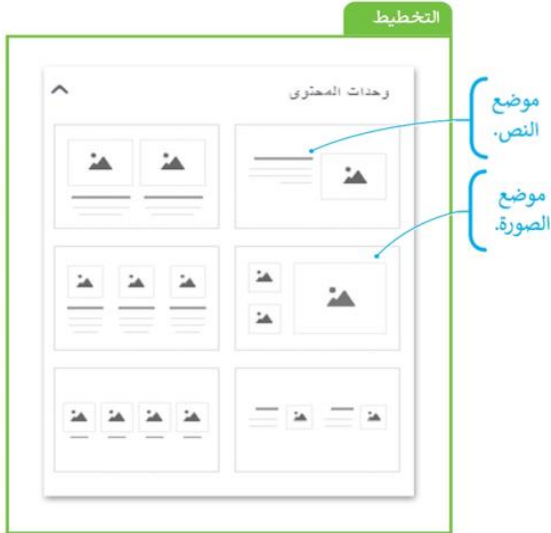 التخطيط
وحدات المحتوى
موضع
النص.
موضع
الصورة.